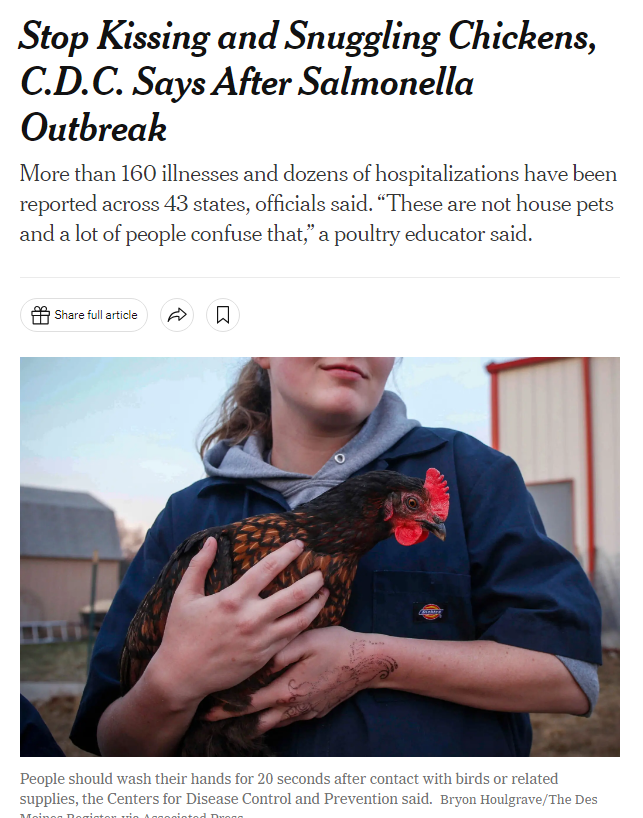 Stop Kissing and Snuggling Chickens,
C.D.C. Says After Salmonella
Outbreak
More than 160 illnesses and dozens of hospitalizations have been
reported across 43 states, officials said. “These are not house pets
and a lot of people confuse that,” a poultry educator said.
Share full article
Dickies
People should wash their hands for 20 seconds after contact with birds or related
supplies, the Centers for Disease Control and Prevention said. Bryon Houlgrave/The Des
Moines Register, via Associated Press